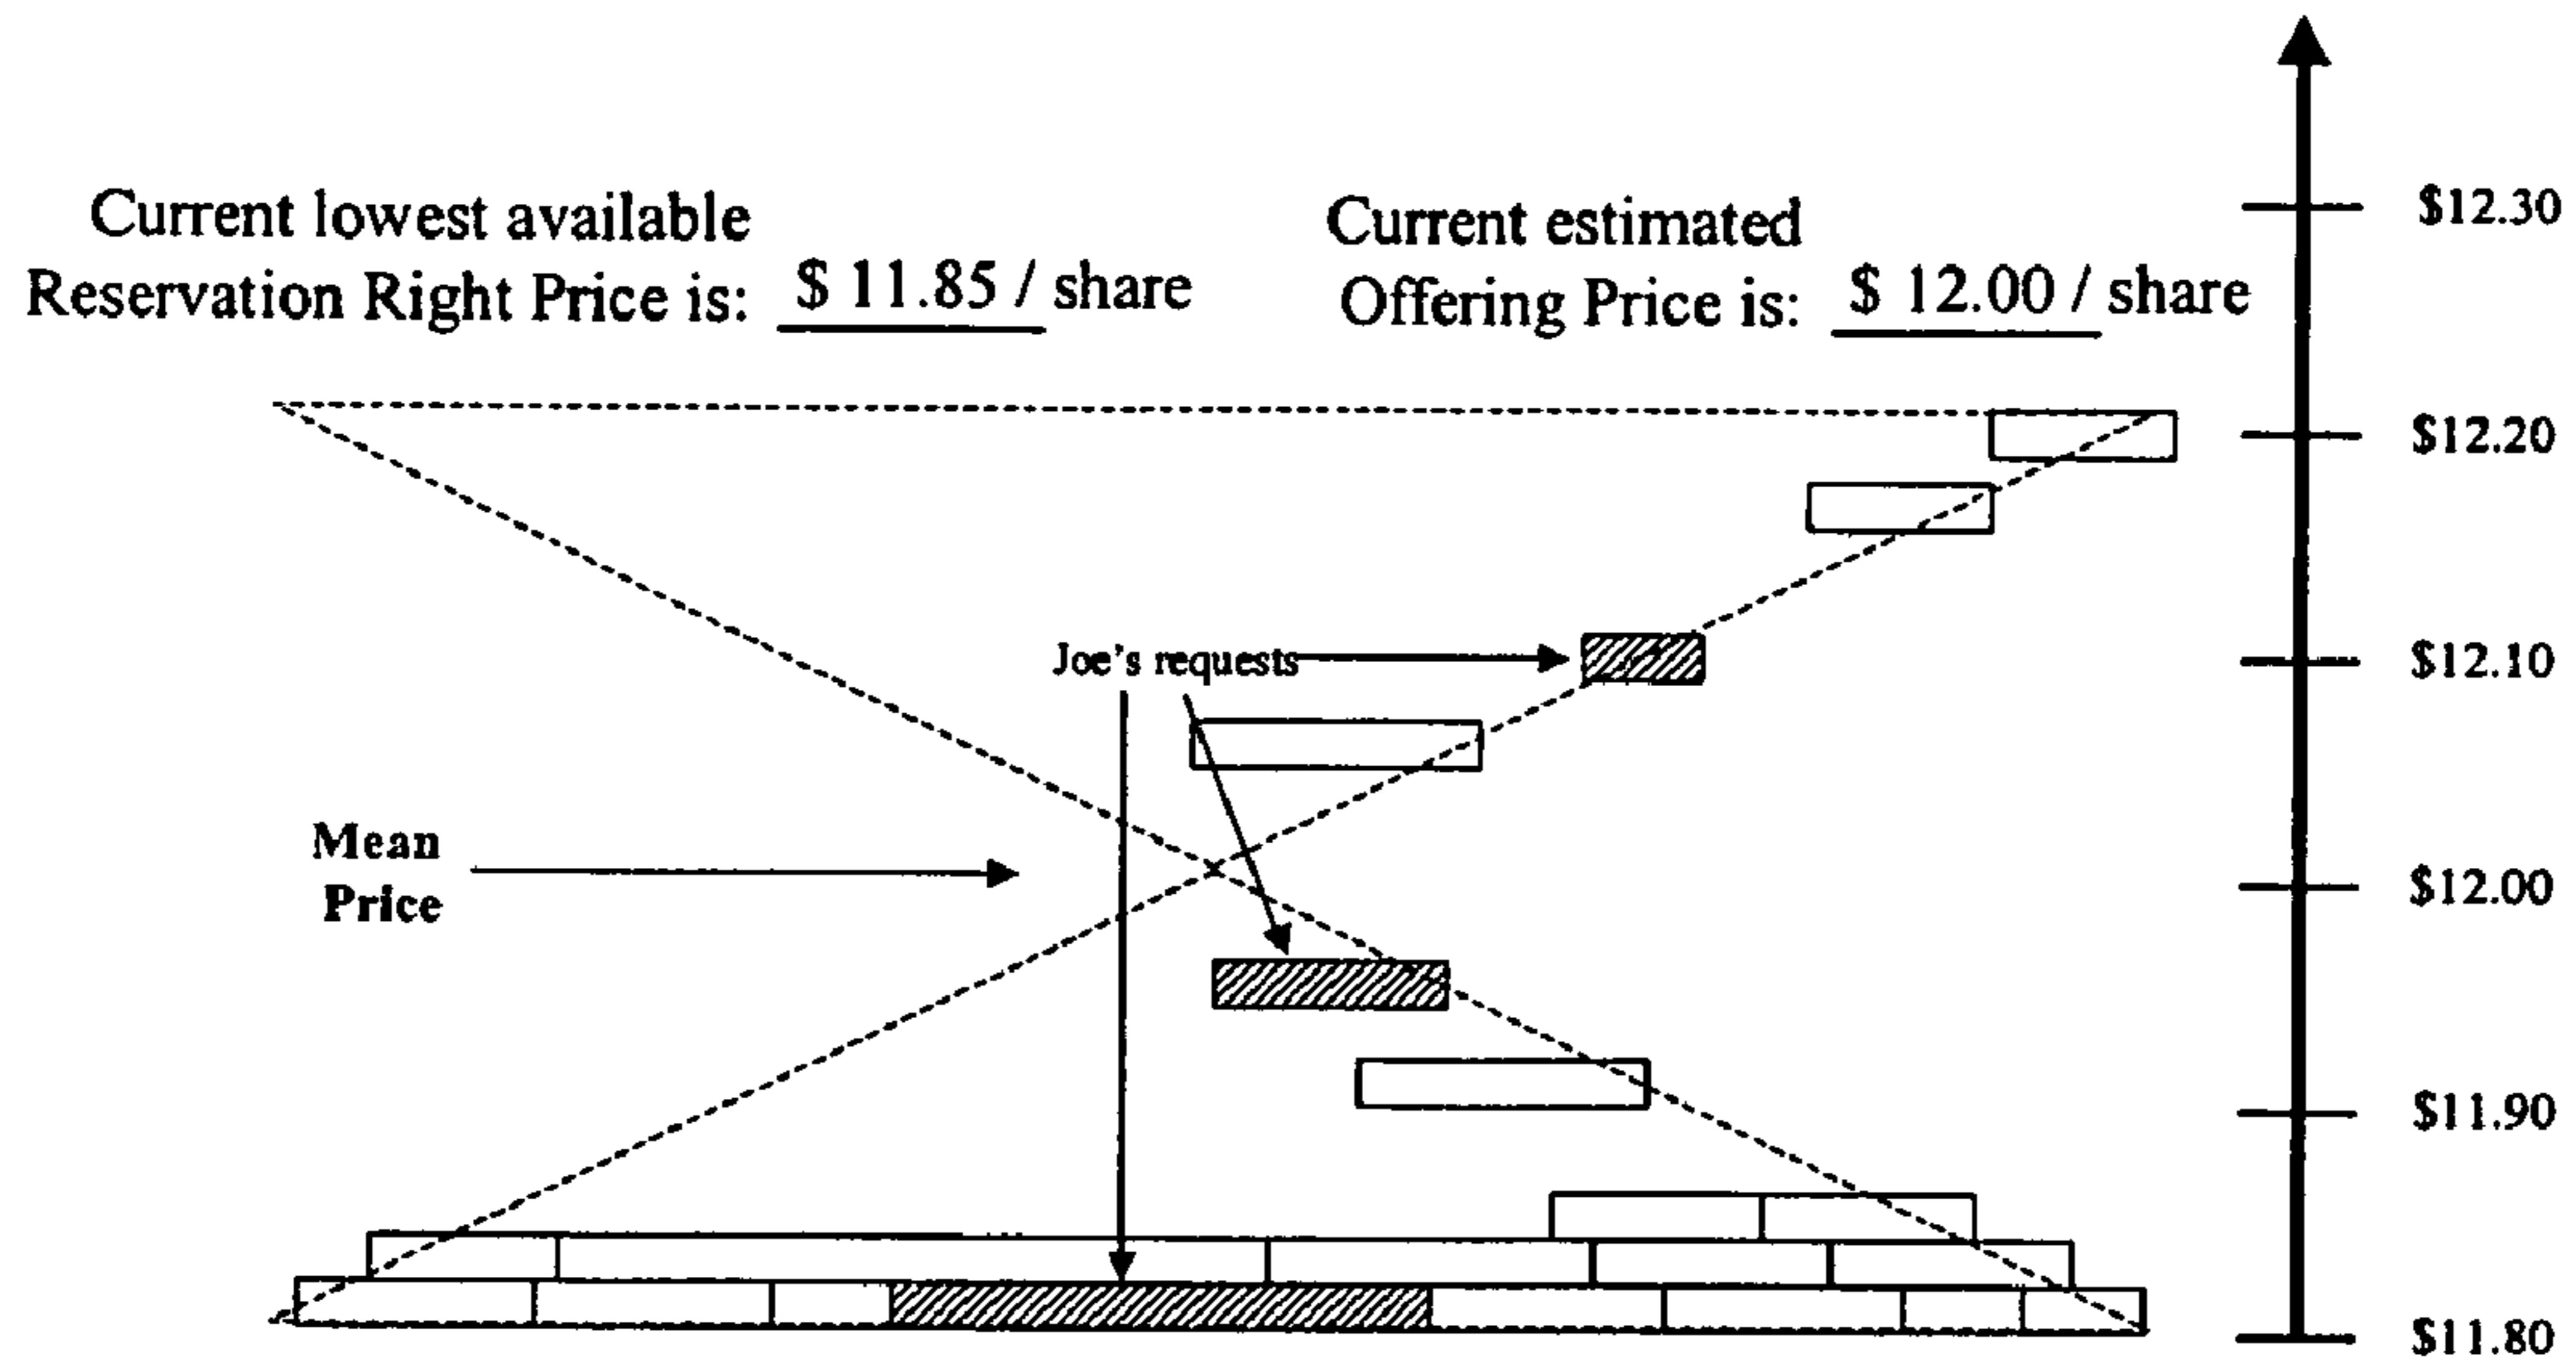 Current lowest available
Reservation Right Price is: $ 11.85 / share
Current estimated
Offering Price is: $ 12.00 / share
$12.30
$12.20
Joe's requests
$12.10
Mean
Price
$12.00
$11.90
$11.80